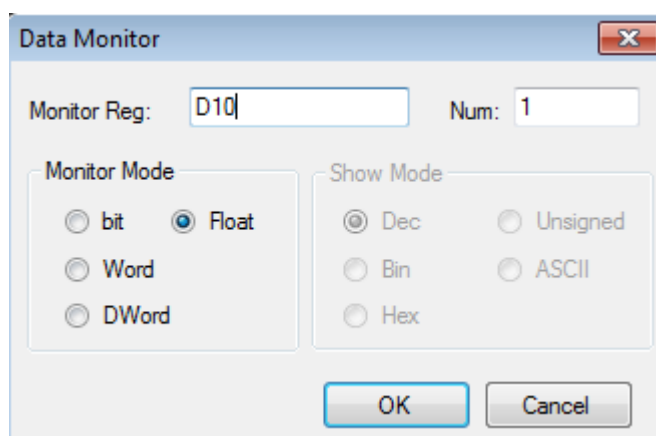 Data Monitor
Monitor Reg: D10 Num: 1
Monitor Mode
bit Float
Word
DWord
Show Mode
Dec Unsigned
Bin ASCII
Hex
OK Cancel